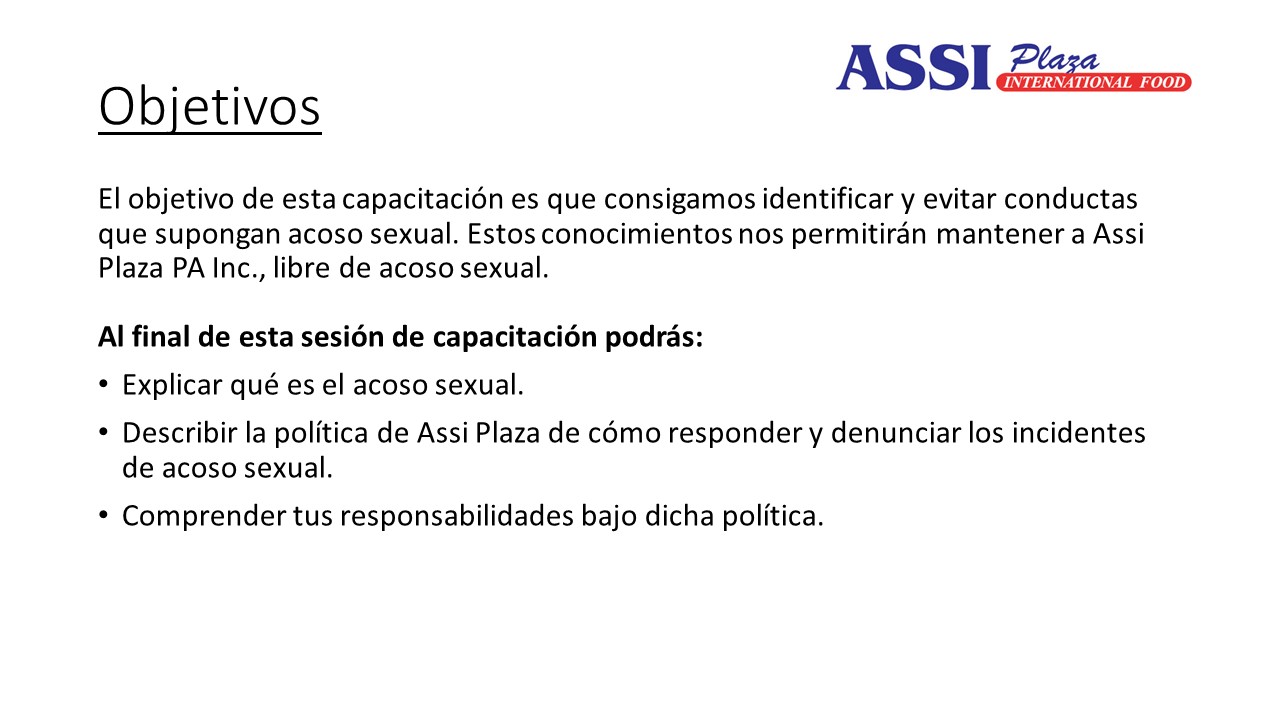 ASSI Plaza
INTERNATIONAL FOOD
Objetivos
El objetivo de esta capacitación es que consigamos identificar y evitar conductas
que supongan acoso sexual. Estos conocimientos nos permitirán mantener a Assi
Plaza PA Inc., libre de acoso sexual.
Al final de esta sesión de capacitación podrás:
• Explicar qué es el acoso sexual.
• Describir la política de Assi Plaza de cómo responder y denunciar los incidentes
de acoso sexual.
• Comprender tus responsabilidades bajo dicha política.